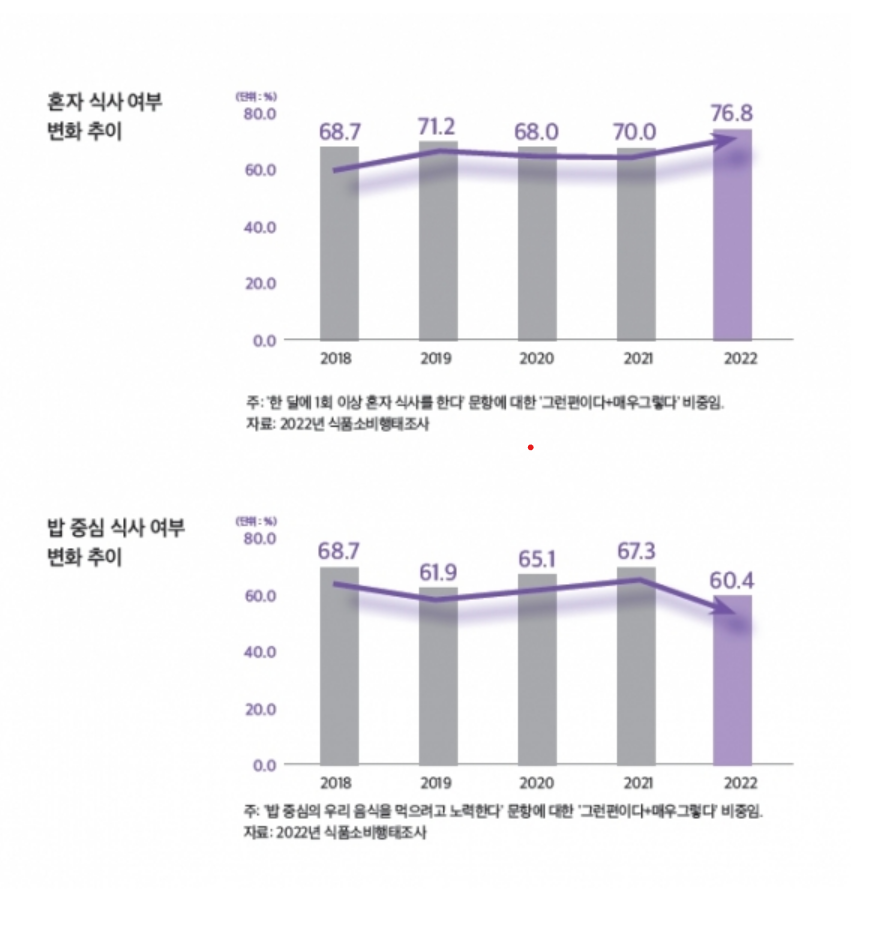 혼자 식사 여부
변화 추이
(단위 : %)
80.0
60.0
40.0
20.0
0.0
68.7 71.2 68.0 70.0 76.8
2018 2019 2020 2021 2022
주: '한 달에 1회 이상 혼자 식사를 한다' 문항에 대한 '그런편이다+매우그렇다' 비중임.
자료: 2022년 식품소비행태조사
밥 중심 식사 여부
변화 추이
(단위 : %)
80.0
60.0
40.0
20.0
0.0
68.7 61.9 65.1 67.3 60.4
2018 2019 2020 2021 2022
주: '밥 중심의 우리 음식을 먹으려고 노력한다' 문항에 대한 '그런편이다+매우그렇다' 비중임.
자료: 2022년 식품소비행태조사